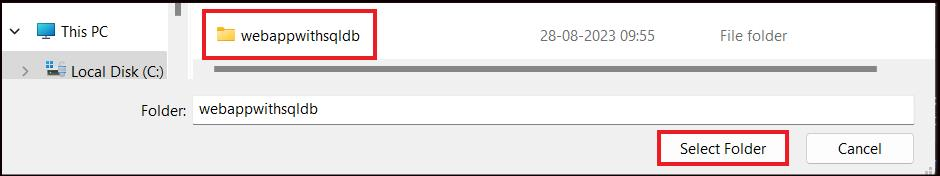 This PC
webappwithsqldb 28-08-2023 09:55 File folder
Local Disk (C:)
Folder: webappwithsqldb
Select Folder Cancel